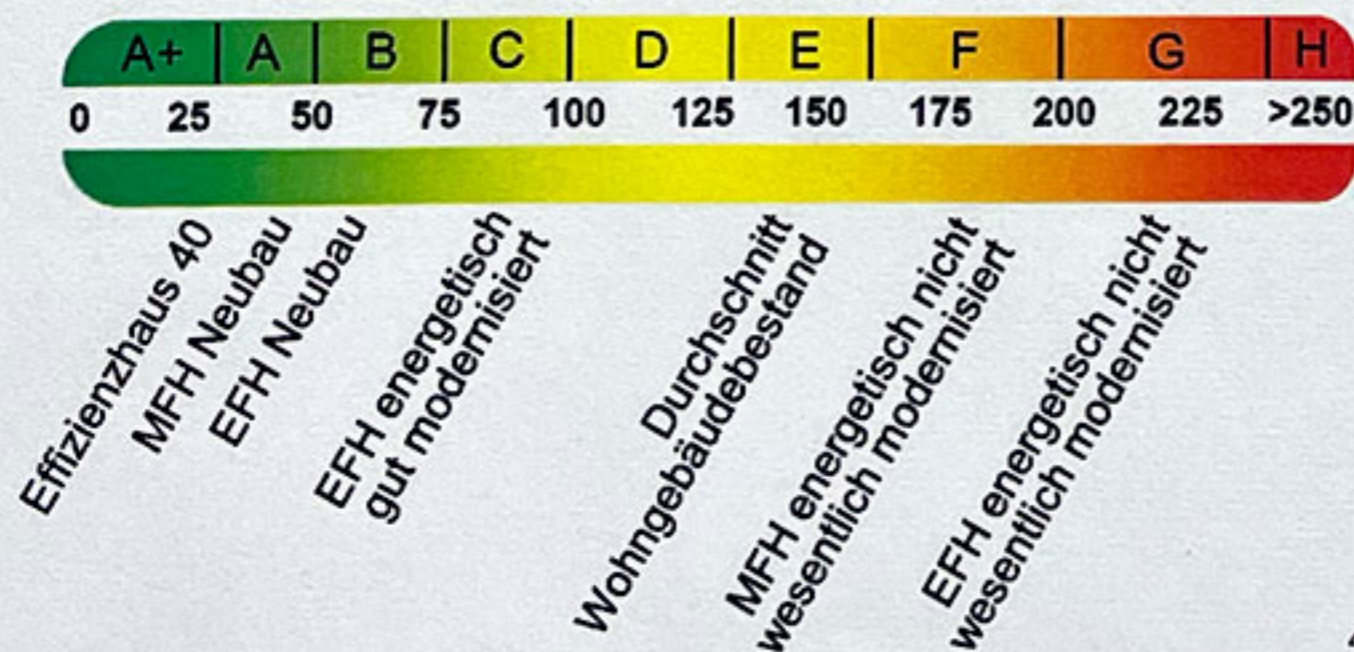 A+ A B C D E F G H
0 25 50 75 100 125 150 175 200 225 >250
Effizienzhaus 40
MFH Neubau
EFH Neubau
EFH energetisch
gut modernisiert
Durchschnitt
Wohngebäudebestand
MFH energetisch nicht
wesentlich modernisiert
EFH energetisch nicht
wesentlich modernisiert